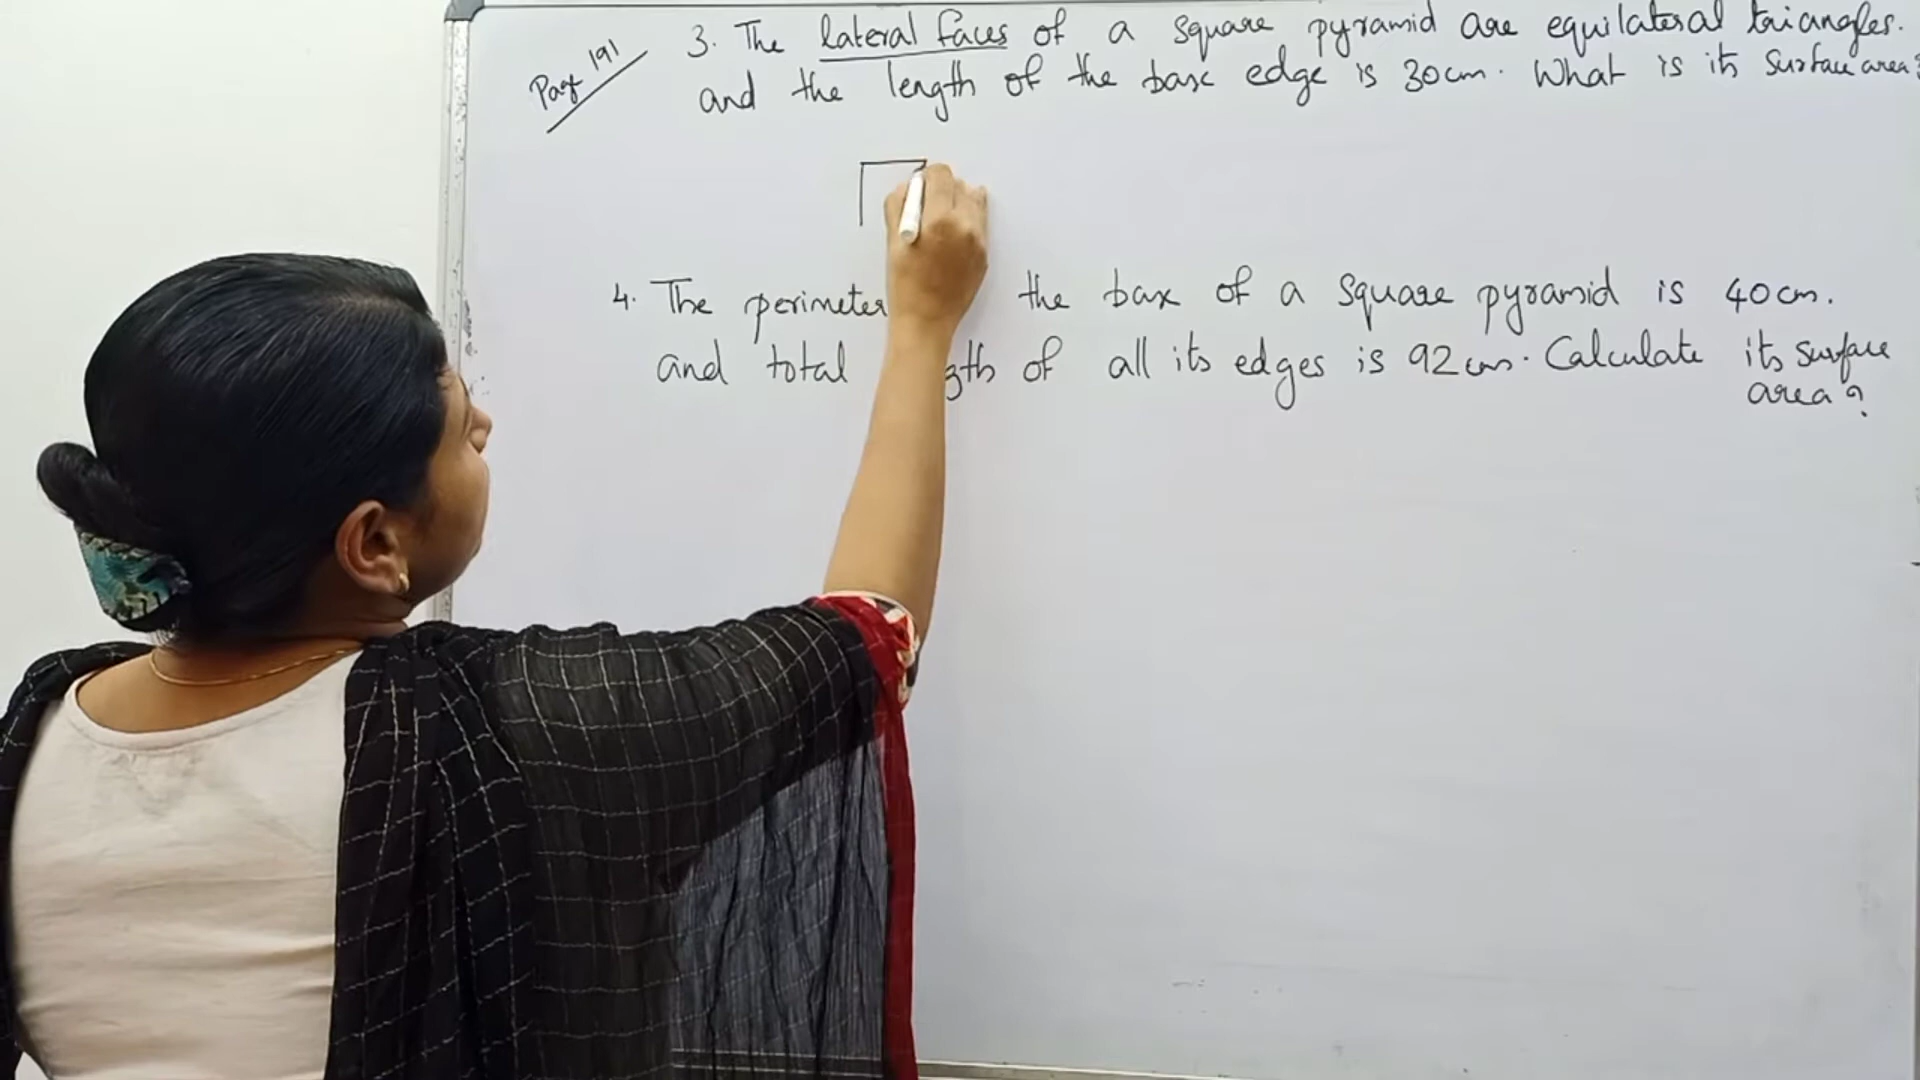 Page 191
3. The lateral faces of a square pyramid are equilateral triangles.
and the length of the base edge is 30cm. What is its surface area?
4. The perimeter the base of a square pyramid is 40cm.
and total gth of all its edges is 92cm. Calculate its surface
area?